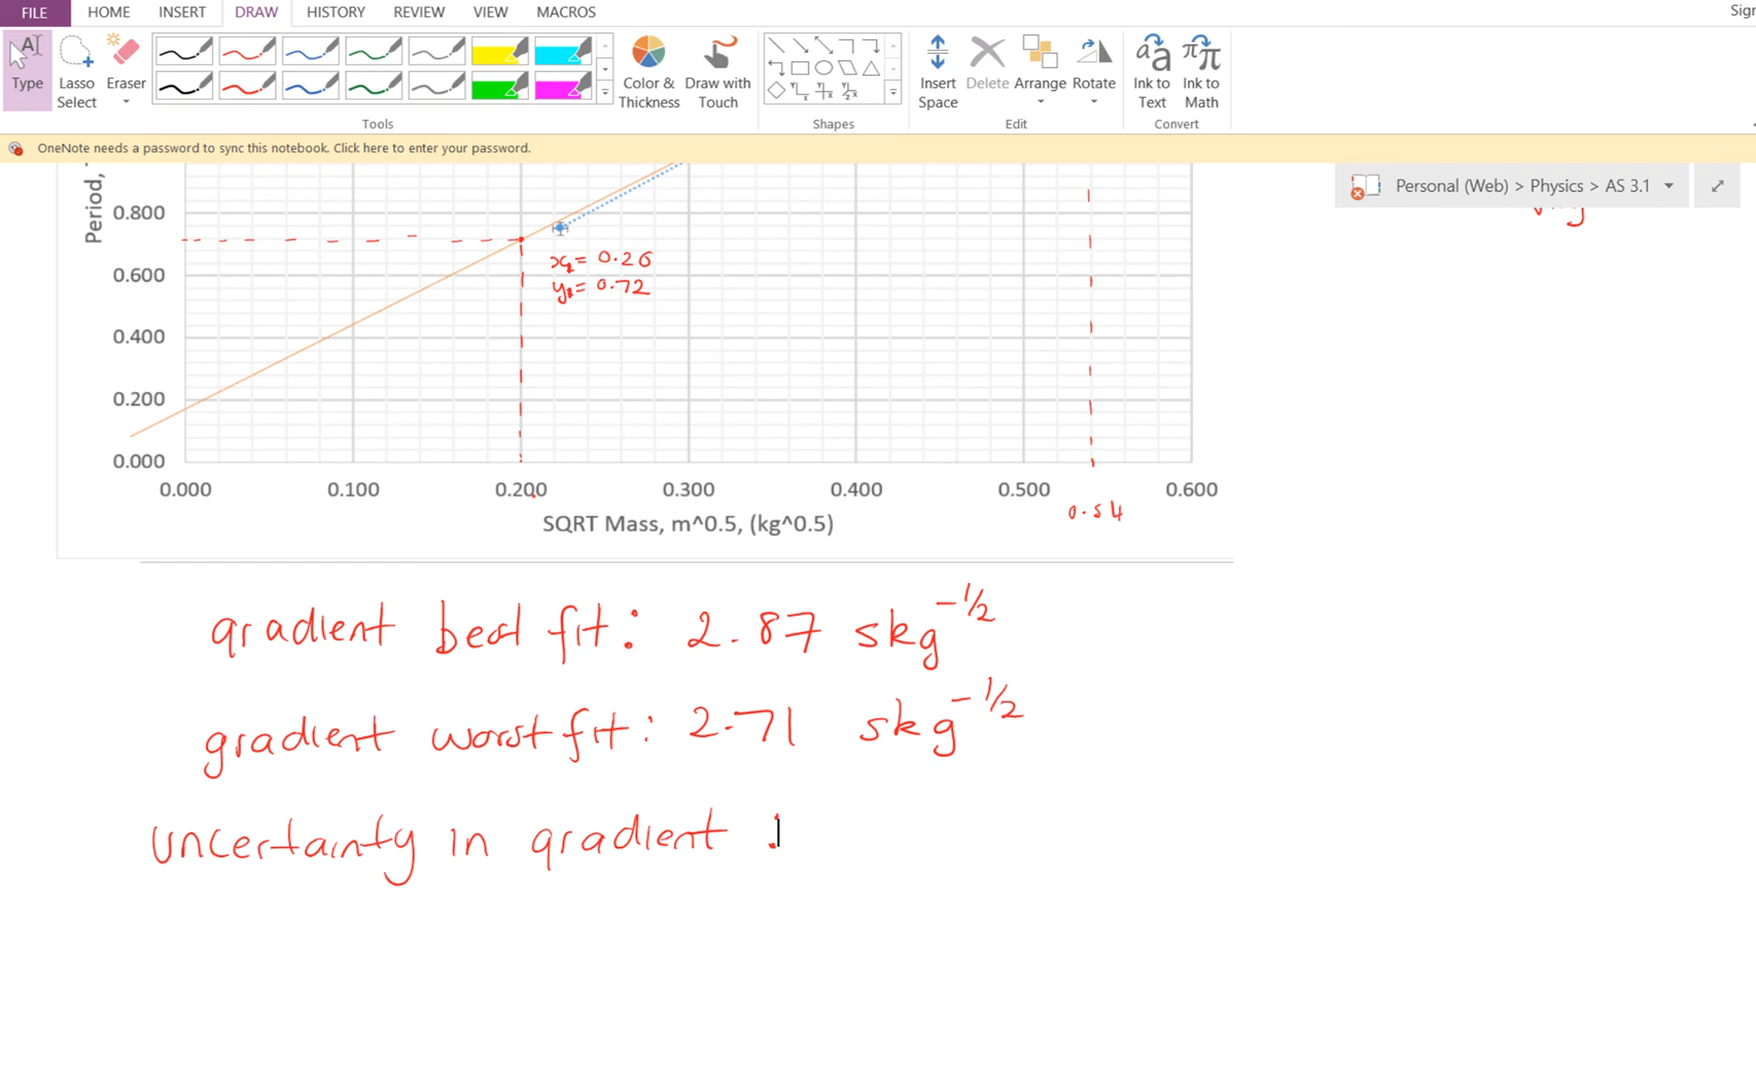 FILE HOME INSERT DRAW HISTORY REVIEW VIEW MACROS
Type Lasso Select Eraser Color & Thickness Draw with Touch Insert Space Delete Arrange Rotate Ink to Text Ink to Math
Tools Shapes Edit Convert
OneNote needs a password to sync this notebook. Click here to enter your password.
Personal (Web) > Physics > AS 3.1
Period,
0.800
0.600
0.400
0.200
0.000
= 0.26
= 0.72
0.000 0.100 0.200 0.300 0.400 0.500 0.600
0.54
SQRT Mass, m^0.5, (kg^0.5)
gradient best fit: 2.87 skg^-1/2
gradient worst fit: 2.71 skg^-1/2
uncertainty in gradient :